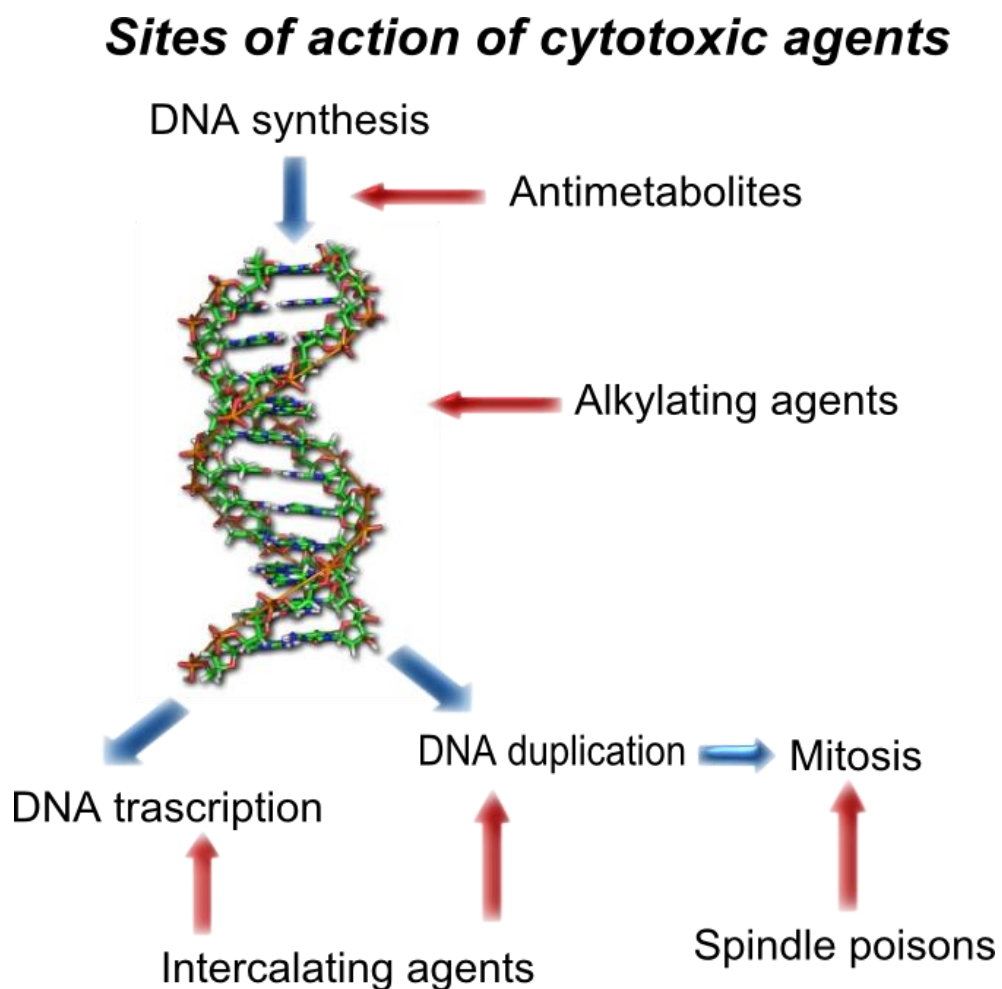 Sites of action of cytotoxic agents
DNA synthesis
Antimetabolites
Alkylating agents
DNA duplication
Mitosis
DNA trascription
Spindle poisons
Intercalating agents